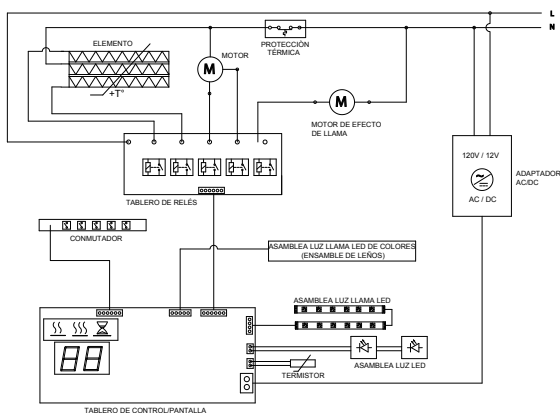 L
N
ELEMENTO
+T°
MOTOR
M
PROTECCIÓN
TÉRMICA
M
MOTOR DE EFECTO
DE LLAMA
120V / 12V
AC / DC
ADAPTADOR
AC/DC
TABLERO DE RELÉS
CONMUTADOR
ASAMBLEA LUZ LLAMA LED DE COLORES
(ENSAMBLE DE LEÑOS)
ASAMBLEA LUZ LLAMA LED
88
TERMISTOR
ASAMBLEA LUZ LED
TABLERO DE CONTROL/PANTALLA